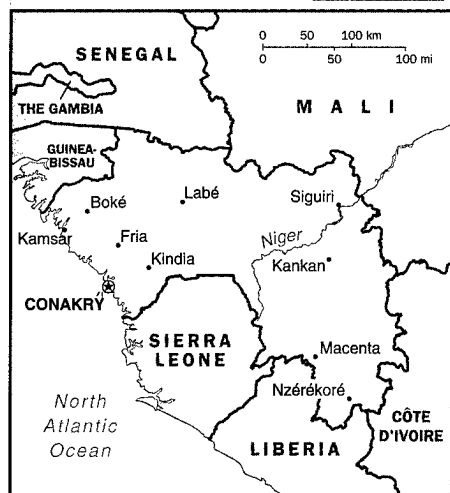 SENEGAL
0 50 100 km
0 50 100 mi
THE GAMBIA
MALI
GUINEA-
BISSAU
Labé
Siguiri
Boké
Kamsar
Fria
Niger
Kindia
Kankan
CONAKRY
SIERRA
LEONE
Macenta
Nzérékoré
North
Atlantic
Ocean
CÔTE
D'IVOIRE
LIBERIA